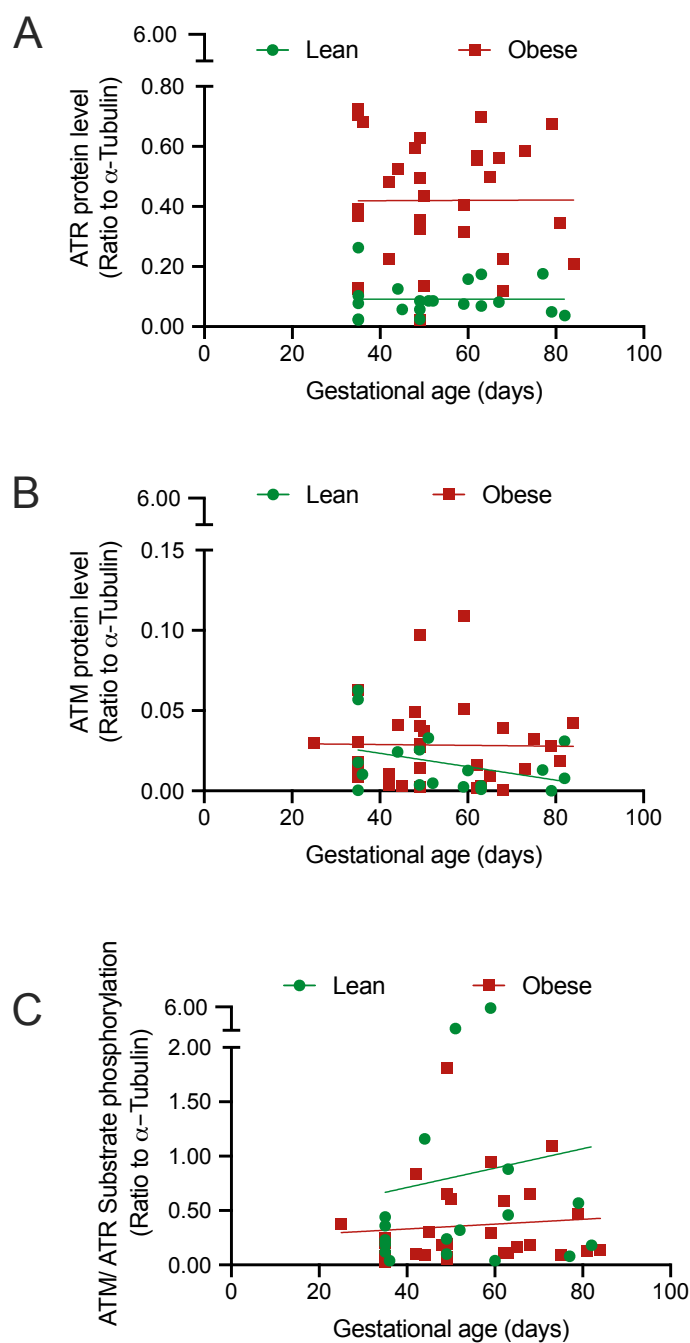 A
6.00
Lean
Obese
0.80
0.60
0.40
0.20
0.00
ATR protein level
(Ratio to α-Tubulin)
0 20 40 60 80 100
Gestational age (days)
B
6.00
Lean
Obese
0.15
0.10
0.05
0.00
ATM protein level
(Ratio to α-Tubulin)
0 20 40 60 80 100
Gestational age (days)
C
6.00
Lean
Obese
2.00
1.50
1.00
0.50
0.00
ATM/ ATR Substrate phosphorylation
(Ratio to α−Tubulin)
0 20 40 60 80 100
Gestational age (days)